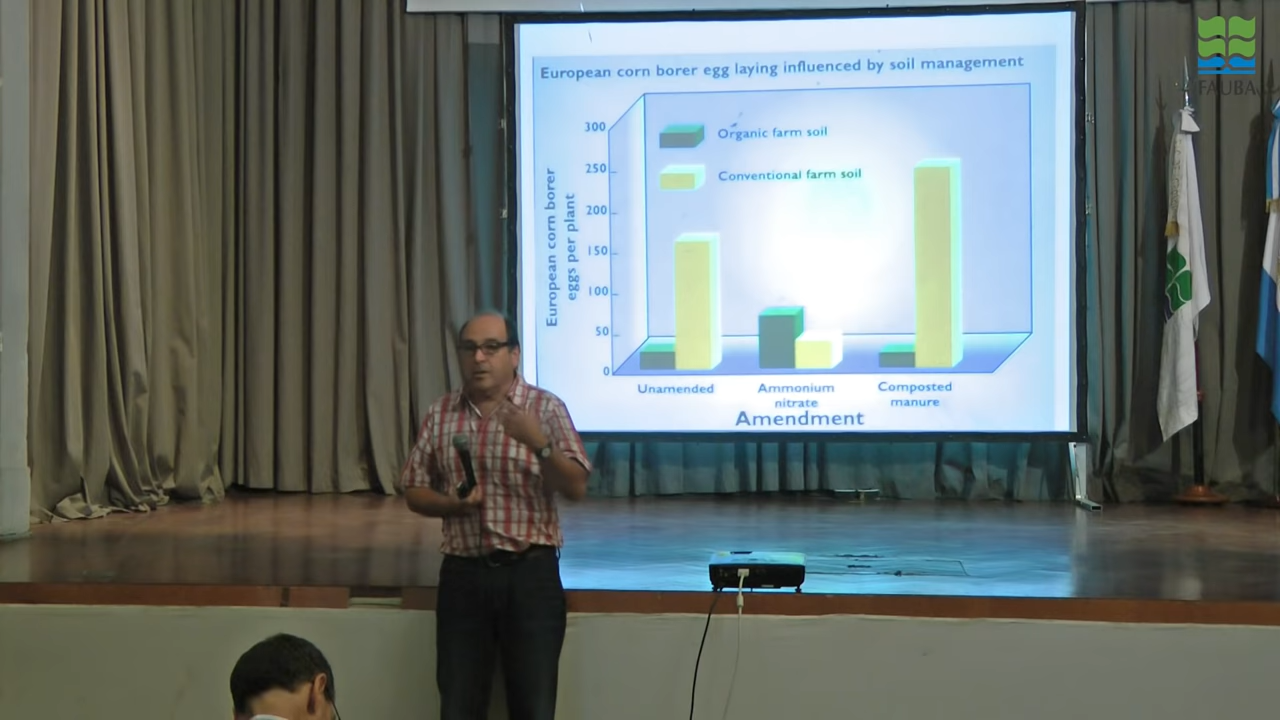 FAUBA
European corn borer egg laying influenced by soil management
Organic farm soil
Conventional farm soil
European corn borer
eggs per plant
300
250
200
150
100
50
0
Unamended
Ammonium
nitrate
Composted
manure
Amendment